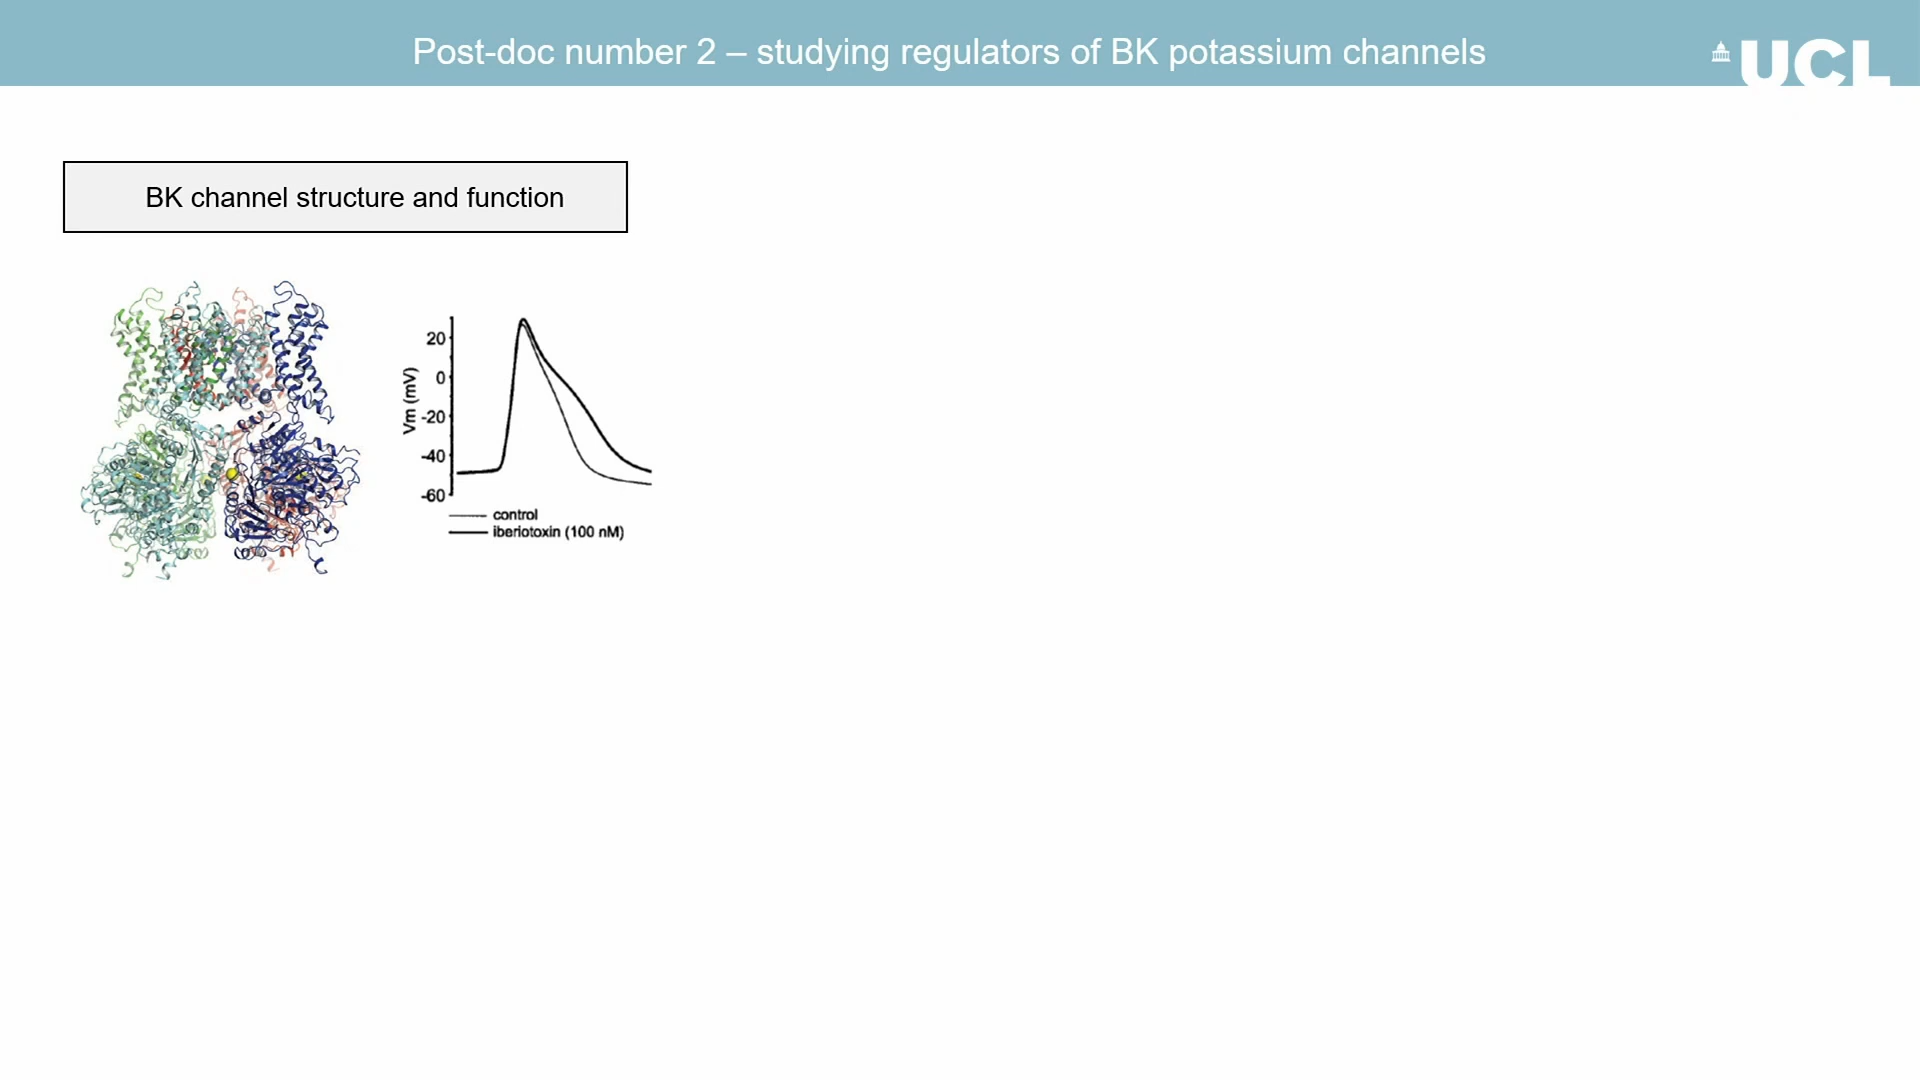 Post-doc number 2 – studying regulators of BK potassium channels
UCL
BK channel structure and function
Vm (mV)
20
0
-20
-40
-60
control
iberiotoxin (100 nM)